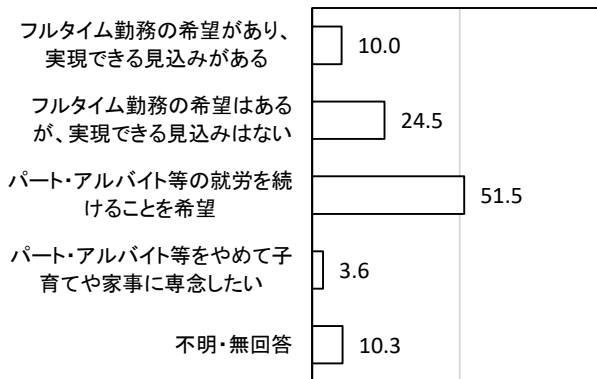 フルタイム勤務の希望があり、
実現できる見込みがある
10.0
フルタイム勤務の希望はある
が、実現できる見込みはない
24.5
パート・アルバイト等の就労を続
けることを希望
51.5
パート・アルバイト等をやめて子
育てや家事に専念したい
3.6
不明・無回答
10.3